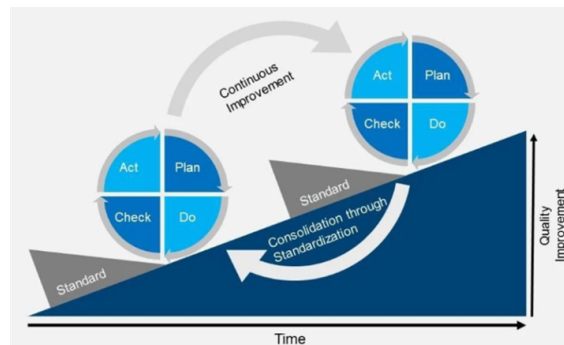 Act
Plan
Check
Do
Continuous
Improvement
Act
Plan
Check
Do
Standard
Standard
Consolidation through
Standardization
Quality
Improvement
Time